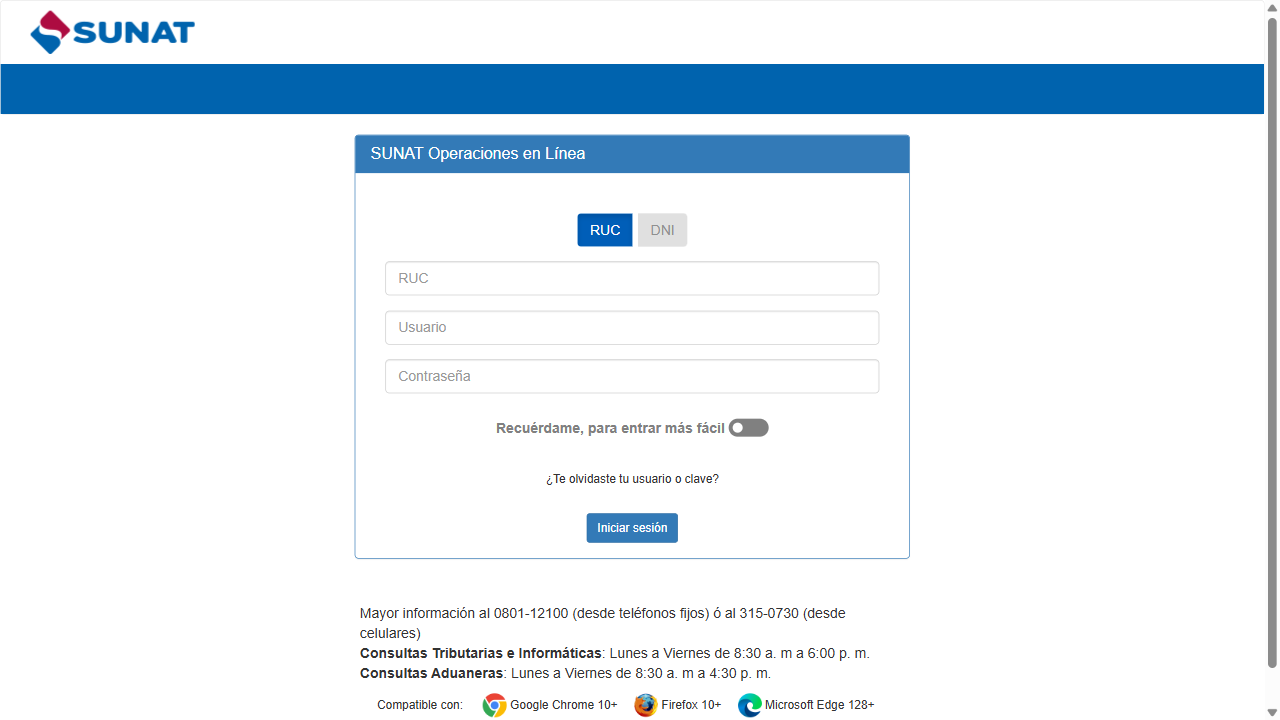 SUNAT
SUNAT Operaciones en Línea
RUC DNI
RUC
Usuario
Contraseña
Recuérdame, para entrar más fácil
¿Te olvidaste tu usuario o clave?
Iniciar sesión
Mayor información al 0801-12100 (desde teléfonos fijos) ó al 315-0730 (desde
celulares)
Consultas Tributarias e Informáticas: Lunes a Viernes de 8:30 a. m a 6:00 p. m.
Consultas Aduaneras: Lunes a Viernes de 8:30 a. m a 4:30 p. m.
Compatible con: Google Chrome 10+ Firefox 10+ Microsoft Edge 128+